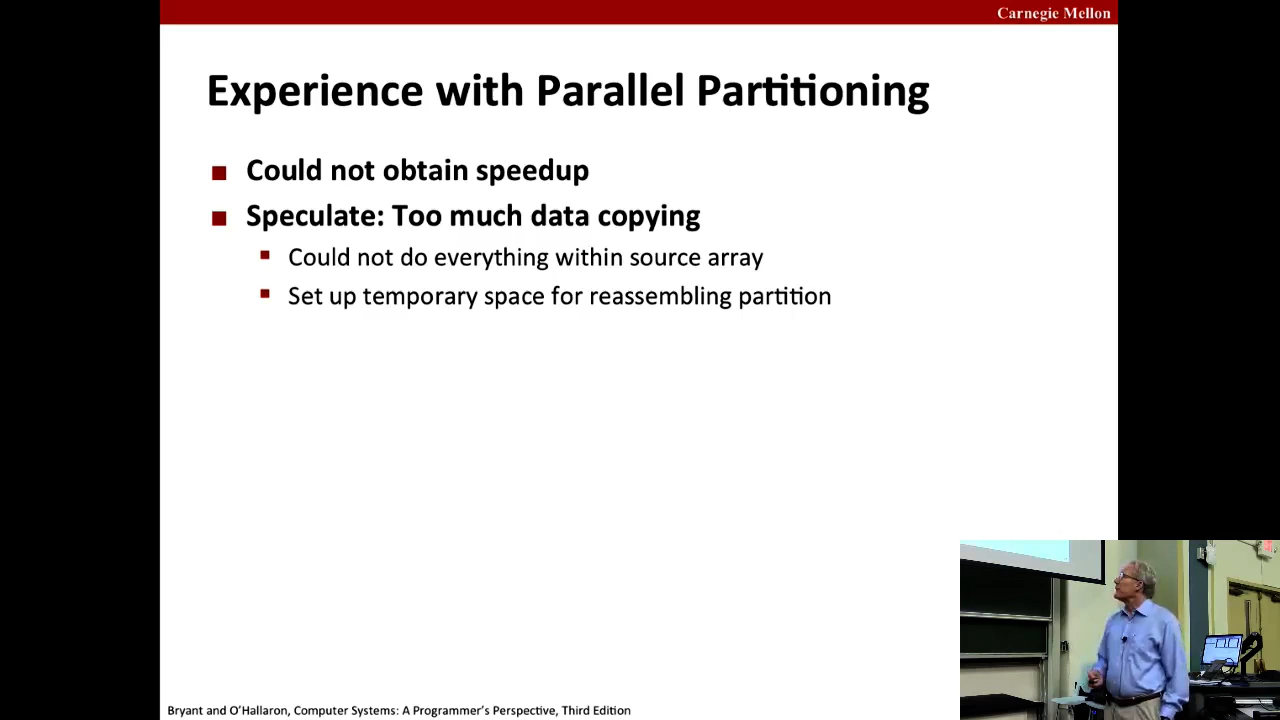 Carnegie Mellon
Experience with Parallel Partitioning
Could not obtain speedup
Speculate: Too much data copying
Could not do everything within source array
Set up temporary space for reassembling partition
Bryant and O'Hallaron, Computer Systems: A Programmer's Perspective, Third Edition